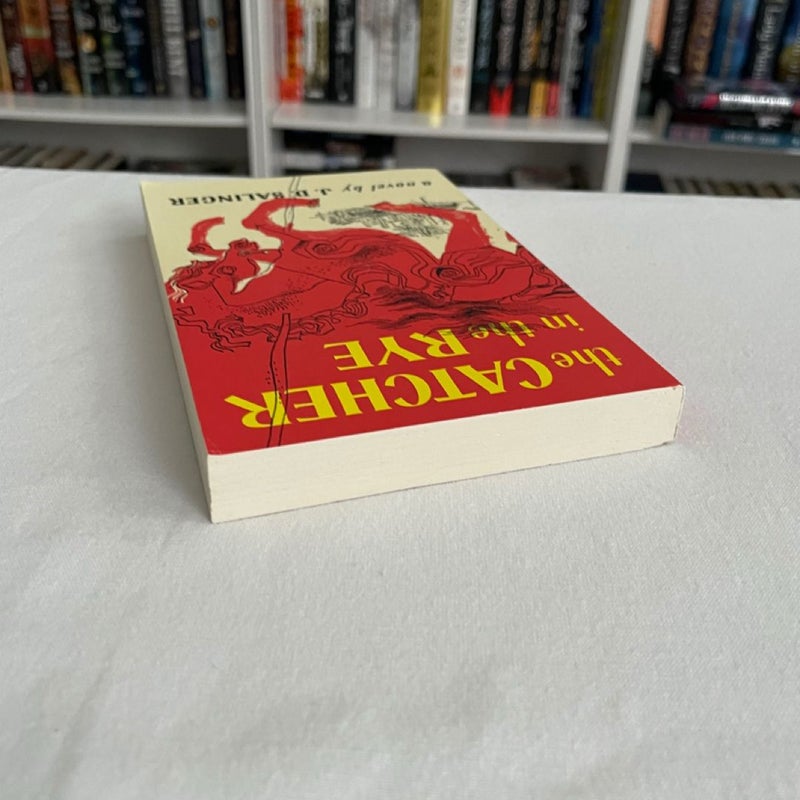 the CATCHER
in the RYE
a novel by J. D. SALINGER